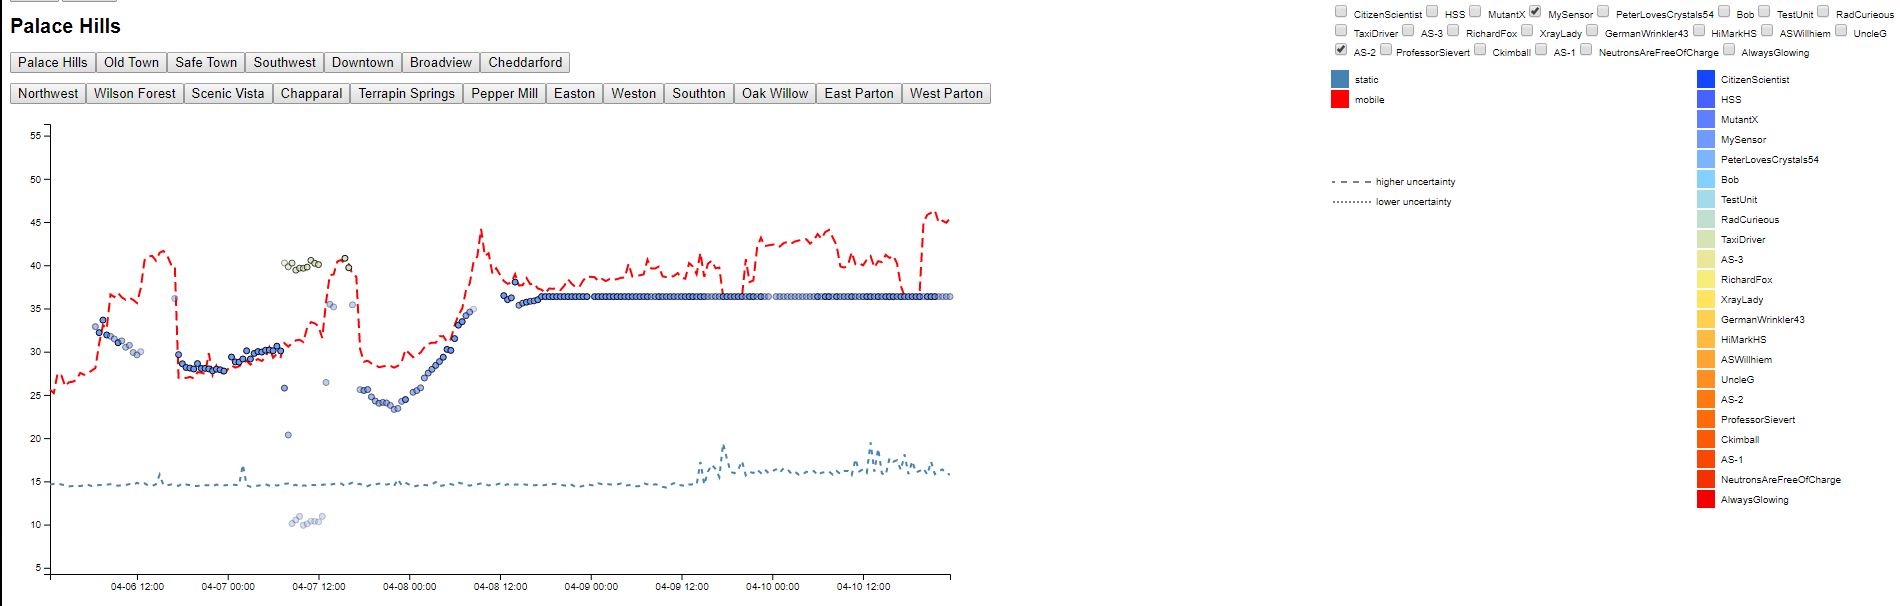 Palace Hills
Palace Hills Old Town Safe Town Southwest Downtown Broadview Cheddarford
Northwest Wilson Forest Scenic Vista Chapparal Terrapin Springs Pepper Mill Easton Weston Southton Oak Willow East Parton West Parton
55
50
45
40
35
30
25
20
15
10
5
04-06 12:00 04-07 00:00 04-07 12:00 04-08 00:00 04-08 12:00 04-09 00:00 04-09 12:00 04-10 00:00 04-10 12:00
CitizenScientist HSS MutantX MySensor PeterLovesCrystals54 Bob TestUnit RadCurieous
TaxiDriver AS-3 RichardFox XrayLady GermanWrinkler43 HiMarkHS ASWillhiem UncleG
AS-2 ProfessorSievert Ckimball AS-1 NeutronsAreFreeOfCharge AlwaysGlowing
static
mobile
higher uncertainty
lower uncertainty
CitizenScientist
HSS
MutantX
MySensor
PeterLovesCrystals54
Bob
TestUnit
RadCurieous
TaxiDriver
AS-3
RichardFox
XrayLady
GermanWrinkler43
HiMarkHS
ASWillhiem
UncleG
AS-2
ProfessorSievert
Ckimball
AS-1
NeutronsAreFreeOfCharge
AlwaysGlowing